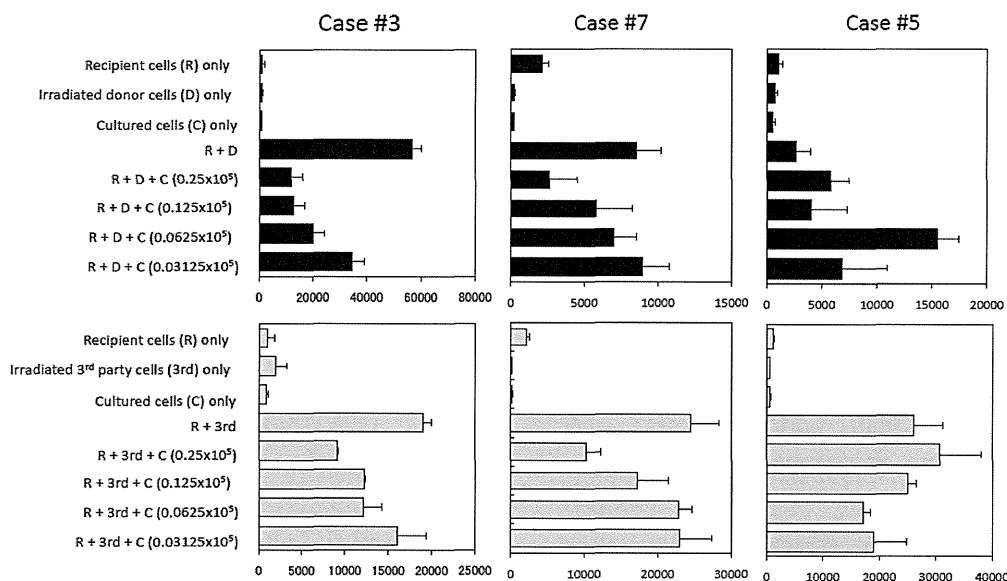 Case #3 Case #7 Case #5
Recipient cells (R) only
Irradiated donor cells (D) only
Cultured cells (C) only
R + D
R + D + C (0.25x10⁵)
R + D + C (0.125x10⁵)
R + D + C (0.0625x10⁵)
R + D + C (0.03125x10⁵)
0 20000 40000 60000 80000 0 5000 10000 15000 0 5000 10000 15000 20000
Recipient cells (R) only
Irradiated 3rd party cells (3rd) only
Cultured cells (C) only
R + 3rd
R + 3rd + C (0.25x10⁵)
R + 3rd + C (0.125x10⁵)
R + 3rd + C (0.0625x10⁵)
R + 3rd + C (0.03125x10⁵)
0 5000 10000 15000 20000 25000 0 10000 20000 30000 0 10000 20000 30000 40000